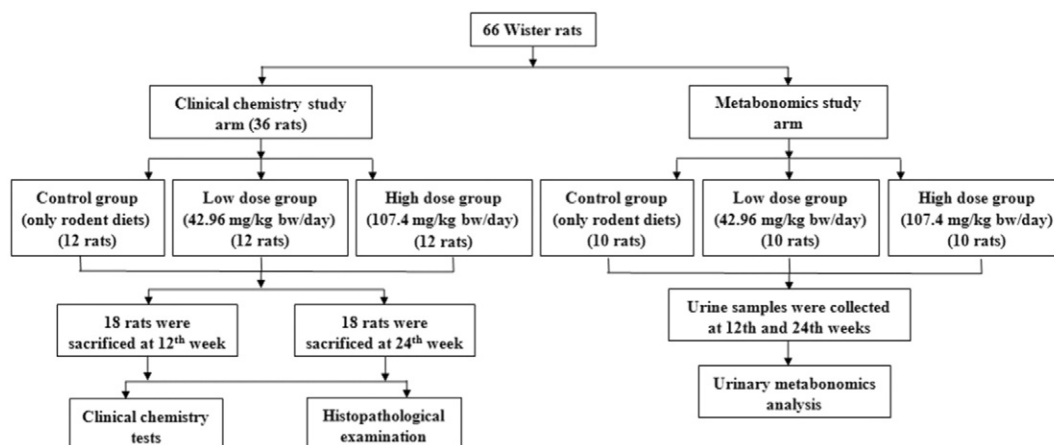 66 Wister rats
Clinical chemistry study
arm (36 rats)
Metabonomics study
arm
Control group
(only rodent diets)
(12 rats)
Low dose group
(42.96 mg/kg bw/day)
(12 rats)
High dose group
(107.4 mg/kg bw/day)
(12 rats)
Control group
(only rodent diets)
(10 rats)
Low dose group
(42.96 mg/kg bw/day)
(10 rats)
High dose group
(107.4 mg/kg bw/day)
(10 rats)
18 rats were
sacrificed at 12th week
18 rats were
sacrificed at 24th week
Urine samples were collected
at 12th and 24th weeks
Clinical chemistry
tests
Histopathological
examination
Urinary metabonomics
analysis